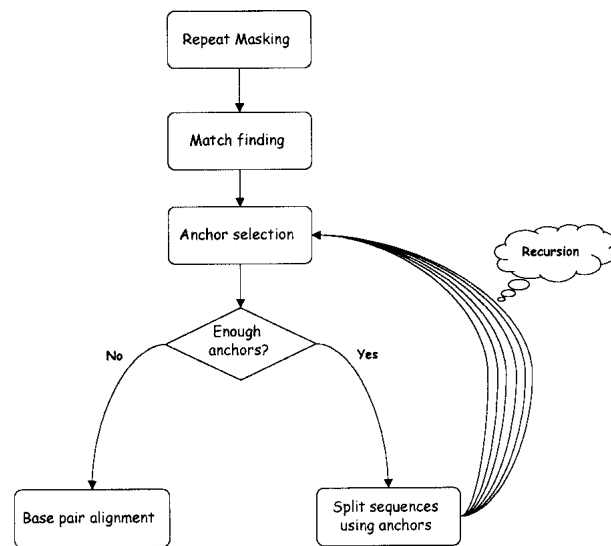 Repeat Masking
Match finding
Anchor selection
Recursion
Enough
anchors?
No
Yes
Base pair alignment
Split sequences
using anchors